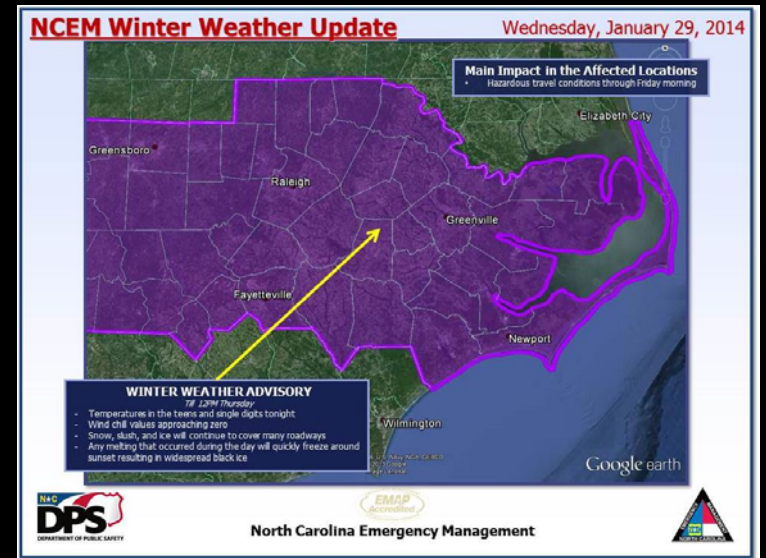 NCEM Winter Weather Update
Wednesday, January 29, 2014
Main Impact in the Affected Locations
• Hazardous travel conditions through Friday morning
Elizabeth City
Greensboro
Raleigh
Greenville
Fayetteville
Newport
WINTER WEATHER ADVISORY
Till 12PM Thursday
- Temperatures in the teens and single digits tonight
- Wind chill values approaching zero
- Snow, slush, and ice will continue to cover many roadways
- Any melting that occurred during the day will quickly freeze around
sunset resulting in widespread black ice
Wilmington
Google earth
N C
DPS
DEPARTMENT OF PUBLIC SAFETY
EMAP
Accredited
North Carolina Emergency Management
EMERGENCY
MANAGEMENT
NORTH CAROLINA